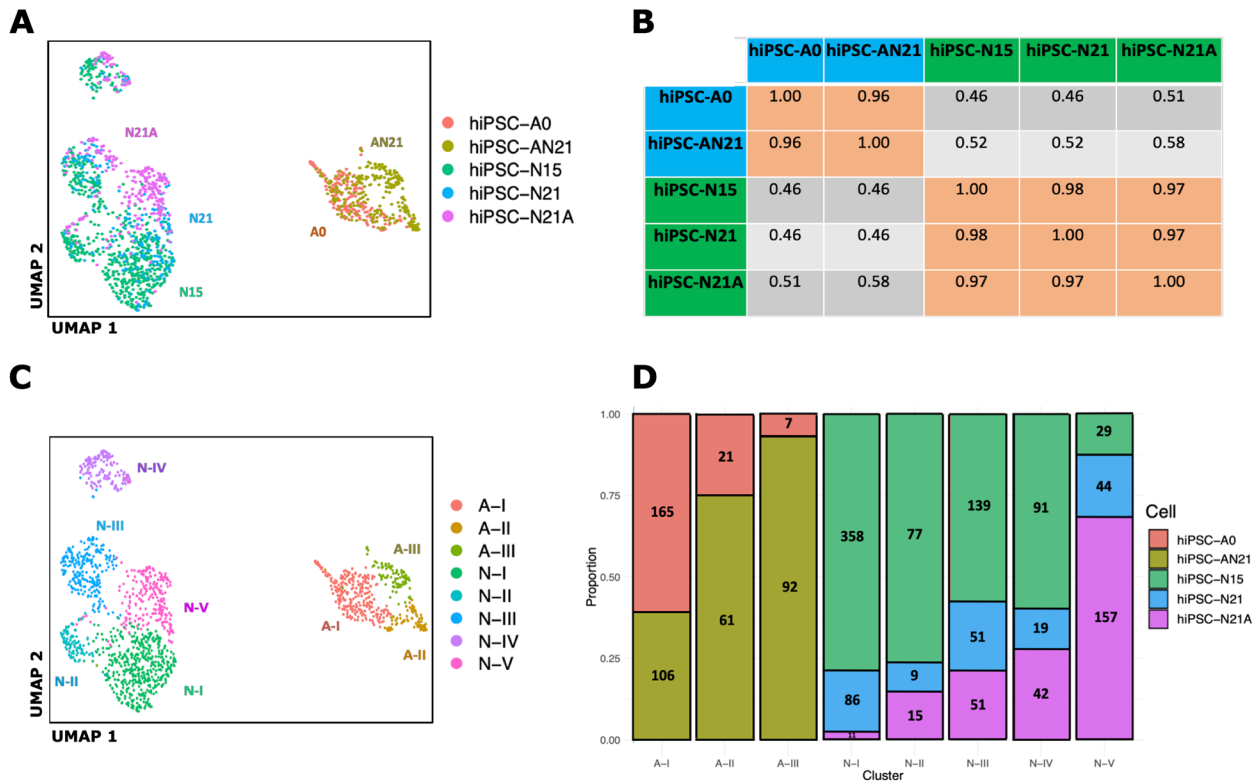 A
N21A
N21
N15
AN21
A0
UMAP 2
UMAP 1
hiPSC-A0
hiPSC-AN21
hiPSC-N15
hiPSC-N21
hiPSC-N21A
B
hiPSC-A0 hiPSC-AN21 hiPSC-N15 hiPSC-N21 hiPSC-N21A
hiPSC-A0 1.00 0.96 0.46 0.46 0.51
hiPSC-AN21 0.96 1.00 0.52 0.52 0.58
hiPSC-N15 0.46 0.46 1.00 0.98 0.97
hiPSC-N21 0.46 0.46 0.98 1.00 0.97
hiPSC-N21A 0.51 0.58 0.97 0.97 1.00
C
N-IV
N-III
N-V
N-II
N-I
A-III
A-I
A-II
UMAP 2
UMAP 1
A-I
A-II
A-III
N-I
N-II
N-III
N-IV
N-V
D
1.00
0.75
0.50
0.25
0.00
Proportion
165
106
21
61
7
92
358
86
11
77
9
15
139
51
51
91
19
42
29
44
157
A-I A-II A-III N-I N-II N-III N-IV N-V
Cluster
Cell
hiPSC-A0
hiPSC-AN21
hiPSC-N15
hiPSC-N21
hiPSC-N21A